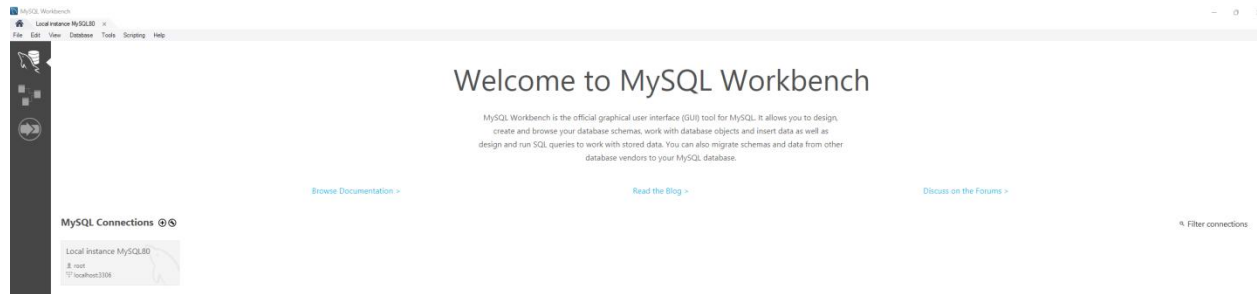 MySQL Workbench
Local instance MySQL80 ×
File Edit View Database Tools Scripting Help
Welcome to MySQL Workbench
MySQL Workbench is the official graphical user interface (GUI) tool for MySQL. It allows you to design,
create and browse your database schemas, work with database objects and insert data as well as
design and run SQL queries to work with stored data. You can also migrate schemas and data from other
database vendors to your MySQL database.
Browse Documentation > Read the Blog > Discuss on the Forums >
MySQL Connections Filter connections
Local instance MySQL80
root
localhost:3306